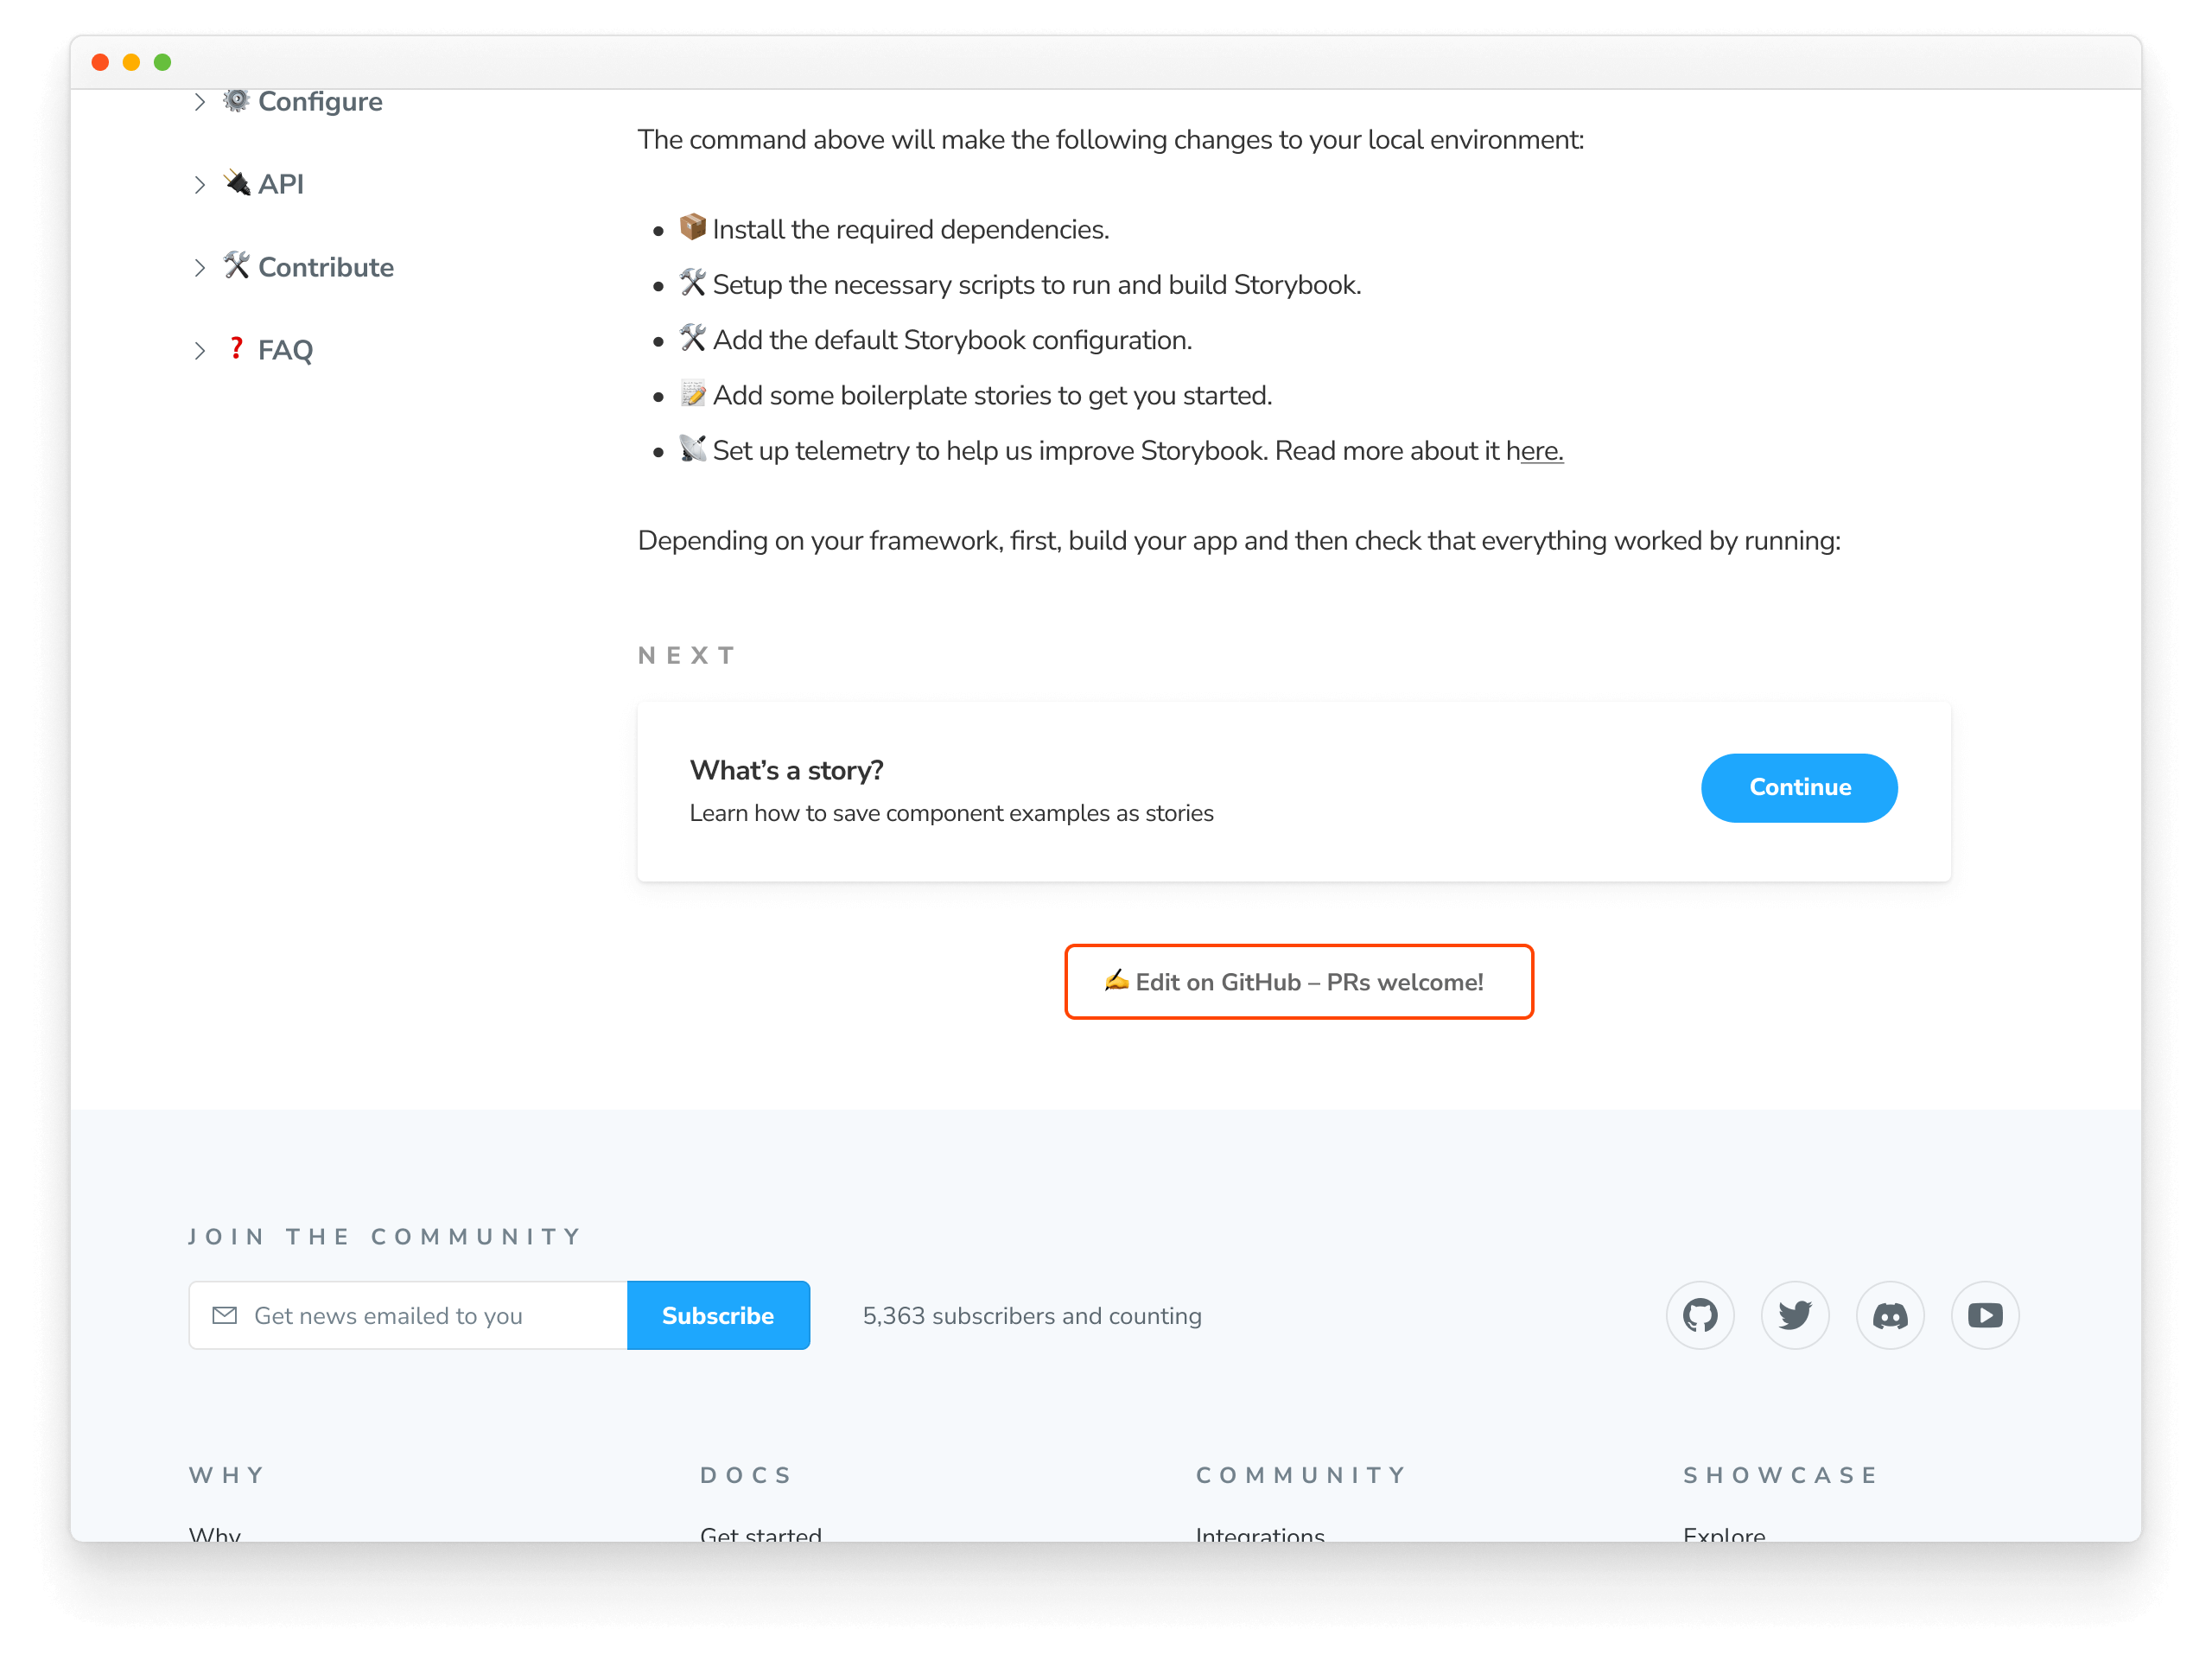 ⚙️ Configure
🔌 API
🛠 Contribute
❓ FAQ
The command above will make the following changes to your local environment:
• 📦 Install the required dependencies.
• 🛠 Setup the necessary scripts to run and build Storybook.
• 🛠 Add the default Storybook configuration.
• 📝 Add some boilerplate stories to get you started.
• 📡 Set up telemetry to help us improve Storybook. Read more about it here.
Depending on your framework, first, build your app and then check that everything worked by running:
NEXT
What’s a story?
Learn how to save component examples as stories
Continue
✍️ Edit on GitHub – PRs welcome!
JOIN THE COMMUNITY
Get news emailed to you
Subscribe
5,363 subscribers and counting
WHY DOCS COMMUNITY SHOWCASE
Why Get started Integrations Explore